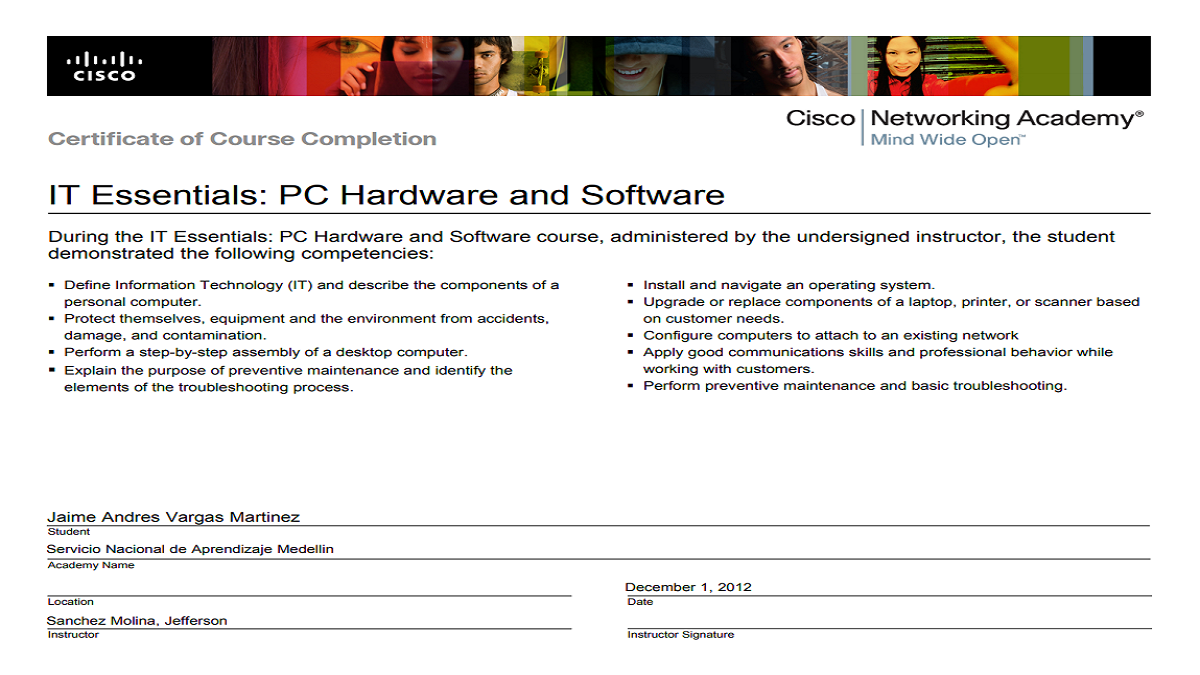 CISCO
Cisco Networking Academy®
Mind Wide Open™
Certificate of Course Completion
IT Essentials: PC Hardware and Software
During the IT Essentials: PC Hardware and Software course, administered by the undersigned instructor, the student
demonstrated the following competencies:
▪ Define Information Technology (IT) and describe the components of a
personal computer.
▪ Protect themselves, equipment and the environment from accidents,
damage, and contamination.
▪ Perform a step-by-step assembly of a desktop computer.
▪ Explain the purpose of preventive maintenance and identify the
elements of the troubleshooting process.
▪ Install and navigate an operating system.
▪ Upgrade or replace components of a laptop, printer, or scanner based
on customer needs.
▪ Configure computers to attach to an existing network
▪ Apply good communications skills and professional behavior while
working with customers.
▪ Perform preventive maintenance and basic troubleshooting.
Jaime Andres Vargas Martinez
Student
Servicio Nacional de Aprendizaje Medellin
Academy Name
Location
December 1, 2012
Date
Sanchez Molina, Jefferson
Instructor
Instructor Signature